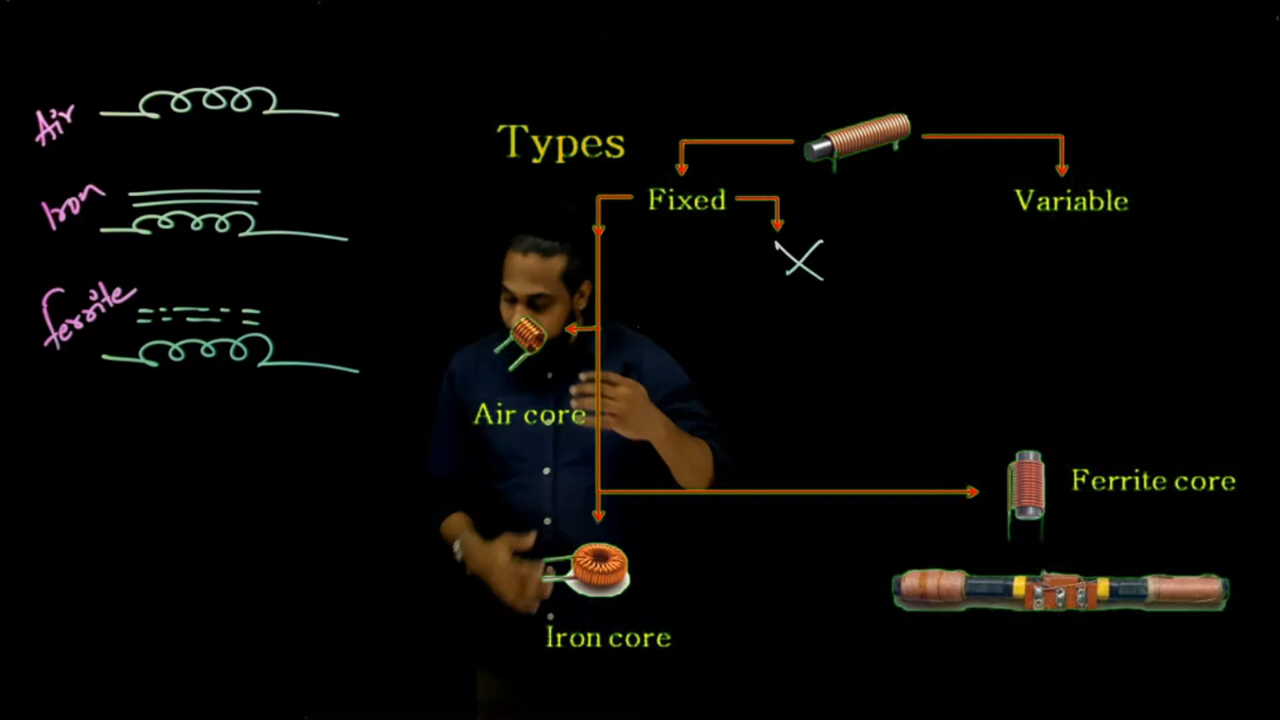 Air
Iron
ferrite
Types
Fixed
Variable
Air core
Ferrite core
Iron core